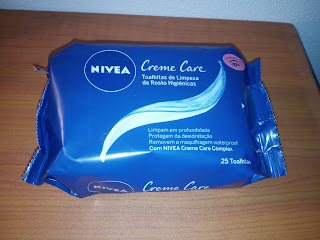 NIVEA
Creme Care
Toalhitas de Limpeza
de Rosto Higiénicas
Limpam em profundidade
Protegem da desidratação
Removem a maquilhagem waterproof
Com NIVEA Creme Care Complex
25 Toalhitas
NIVEA
Creme Care